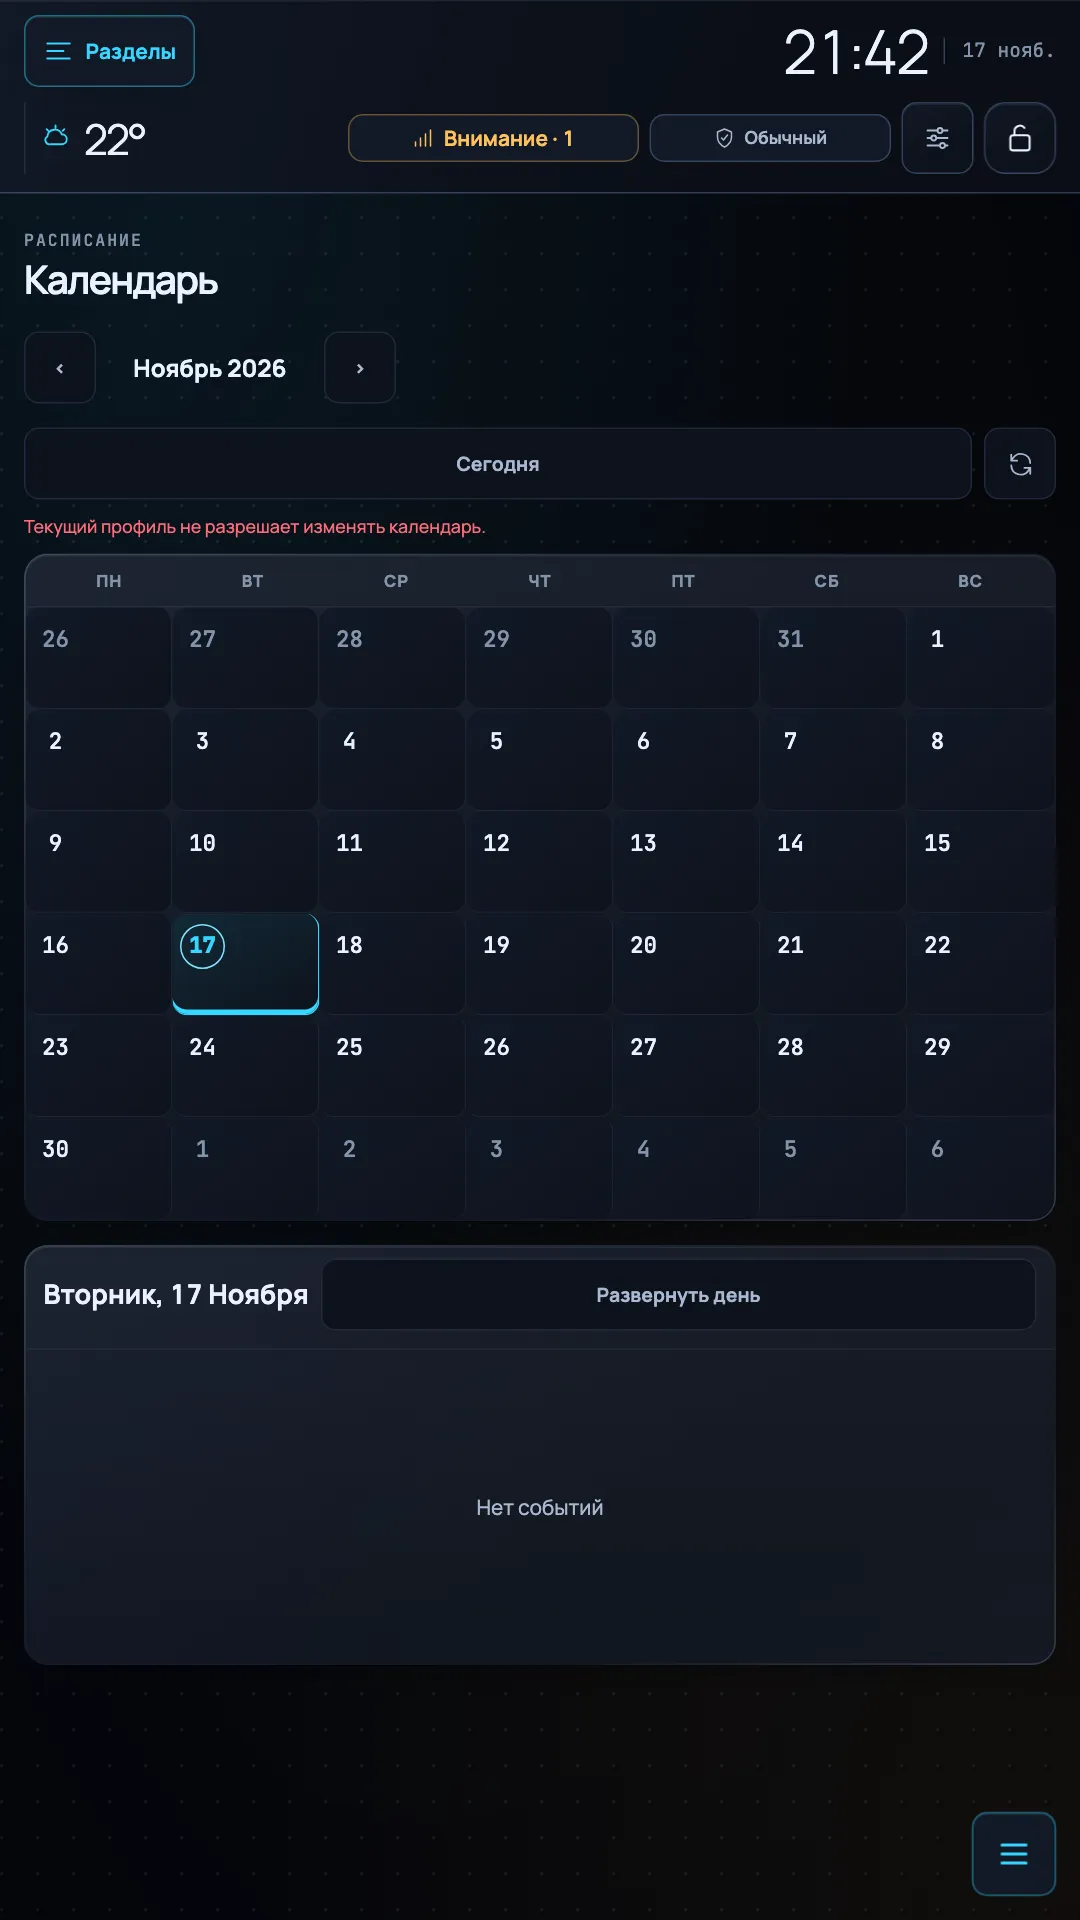 Разделы
21:42 17 нояб.
22°
Внимание · 1
Обычный
РАСПИСАНИЕ
Календарь
‹ Ноябрь 2026 ›
Сегодня
Текущий профиль не разрешает изменять календарь.
ПН ВТ СР ЧТ ПТ СБ ВС
26 27 28 29 30 31 1
2 3 4 5 6 7 8
9 10 11 12 13 14 15
16 17 18 19 20 21 22
23 24 25 26 27 28 29
30 1 2 3 4 5 6
Вторник, 17 Ноября
Развернуть день
Нет событий